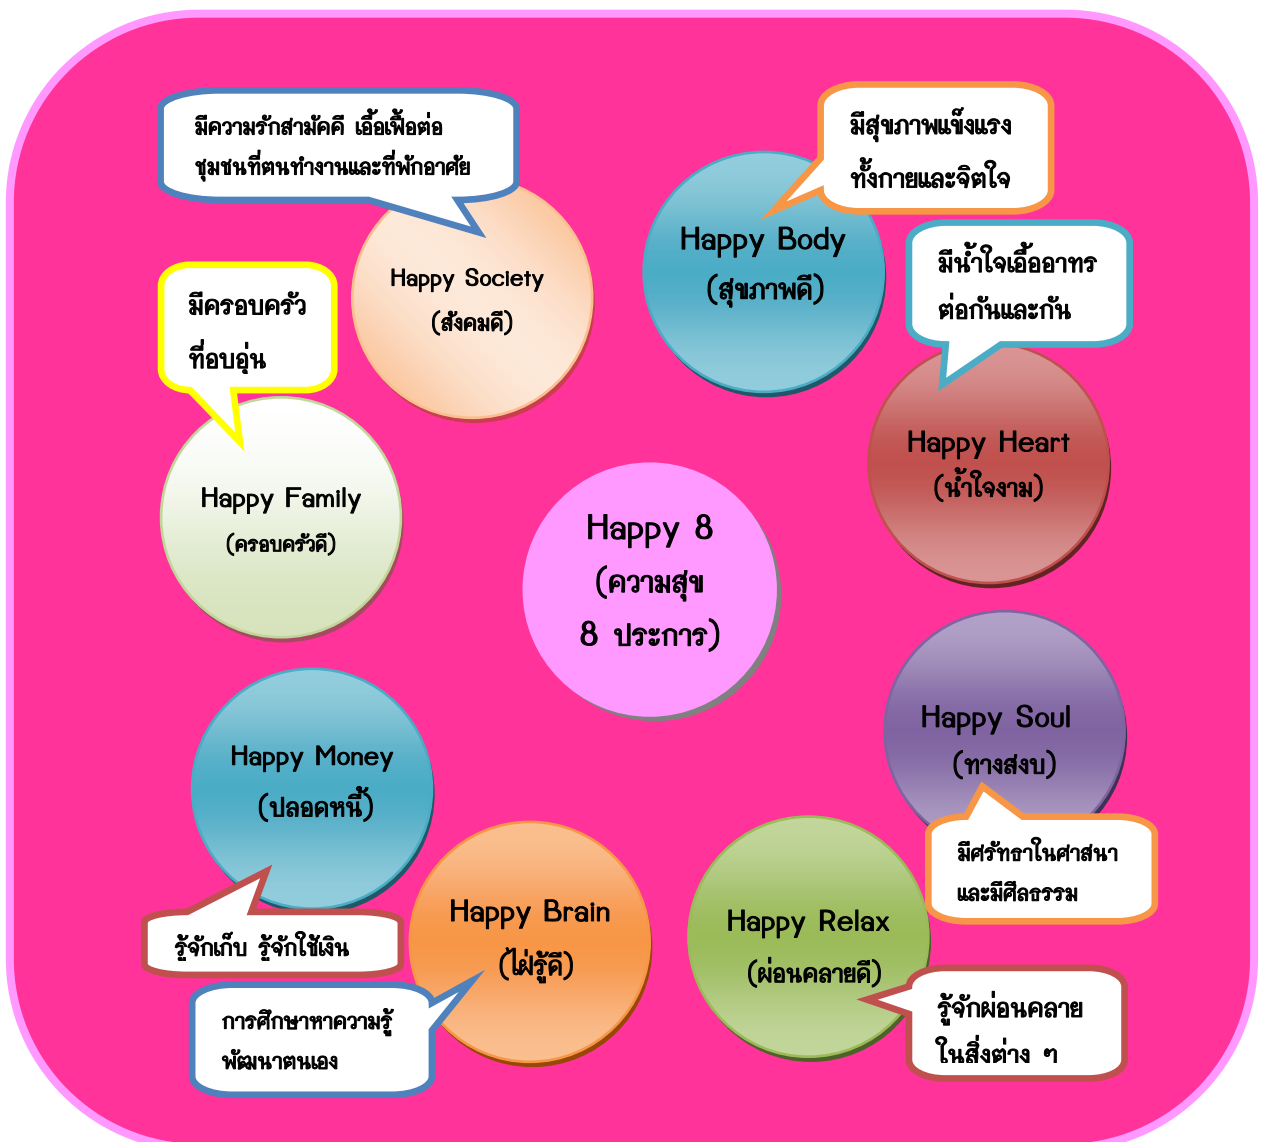 มีความรักสามัคคี เอื้อเฟื้อต่อ
ชุมชนที่ตนทำงานและที่พักอาศัย
Happy Society
(สังคมดี)
มีสุขภาพแข็งแรง
ทั้งกายและจิตใจ
Happy Body
(สุขภาพดี)
มีน้ำใจเอื้ออาทร
ต่อกันและกัน
Happy Heart
(น้ำใจงาม)
มีครอบครัว
ที่อบอุ่น
Happy Family
(ครอบครัวดี)
Happy 8
(ความสุข
8 ประการ)
Happy Soul
(ทางสงบ)
มีศรัทธาในศาสนา
และมีศีลธรรม
Happy Money
(ปลอดหนี้)
รู้จักเก็บ รู้จักใช้เงิน
Happy Brain
(ใฝ่รู้ดี)
การศึกษาหาความรู้
พัฒนาตนเอง
Happy Relax
(ผ่อนคลายดี)
รู้จักผ่อนคลาย
ในสิ่งต่าง ๆ